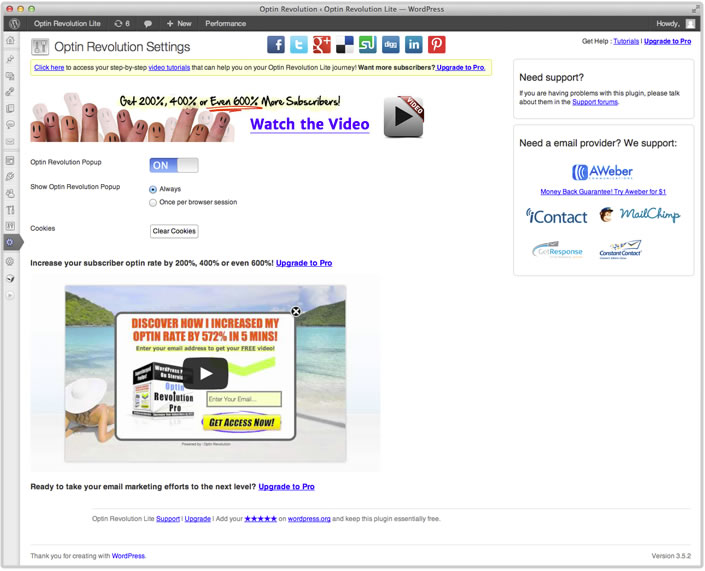 Optin Revolution ‹ Optin Revolution Lite — WordPress
Optin Revolution Lite 8 + New Performance Howdy,
Optin Revolution Settings
Get Help : Tutorials | Upgrade to Pro
Click here to access your step-by-step video tutorials that can help you on your Optin Revolution Lite journey! Want more subscribers? Upgrade to Pro.
Get 200%, 400% or Even 600% More Subscribers!
Watch the Video
VIDEO
Optin Revolution Popup ON
Show Optin Revolution Popup Always
Once per browser session
Cookies Clear Cookies
Increase your subscriber optin rate by 200%, 400% or even 600%! Upgrade to Pro
DISCOVER HOW I INCREASED MY
OPTIN RATE BY 572% IN 5 MINS!
Enter your email address to get your FREE video!
WordPress P
On Steroi
Optin
Revolution
Pro
Enter Your Email...
GET ACCESS NOW!
Powered by : Optin Revolution
Ready to take your email marketing efforts to the next level? Upgrade to Pro
Optin Revolution Lite Support | Upgrade | Add your ★★★★★ on wordpress.org and keep this plugin essentially free.
Thank you for creating with WordPress.
Version 3.5.2
Need support?
If you are having problems with this plugin, please talk
about them in the Support forums.
Need a email provider? We support:
AWeber
COMMUNICATIONS
Money Back Guarantee! Try Aweber for $1
iContact
MailChimp
GetResponse
Constant Contact